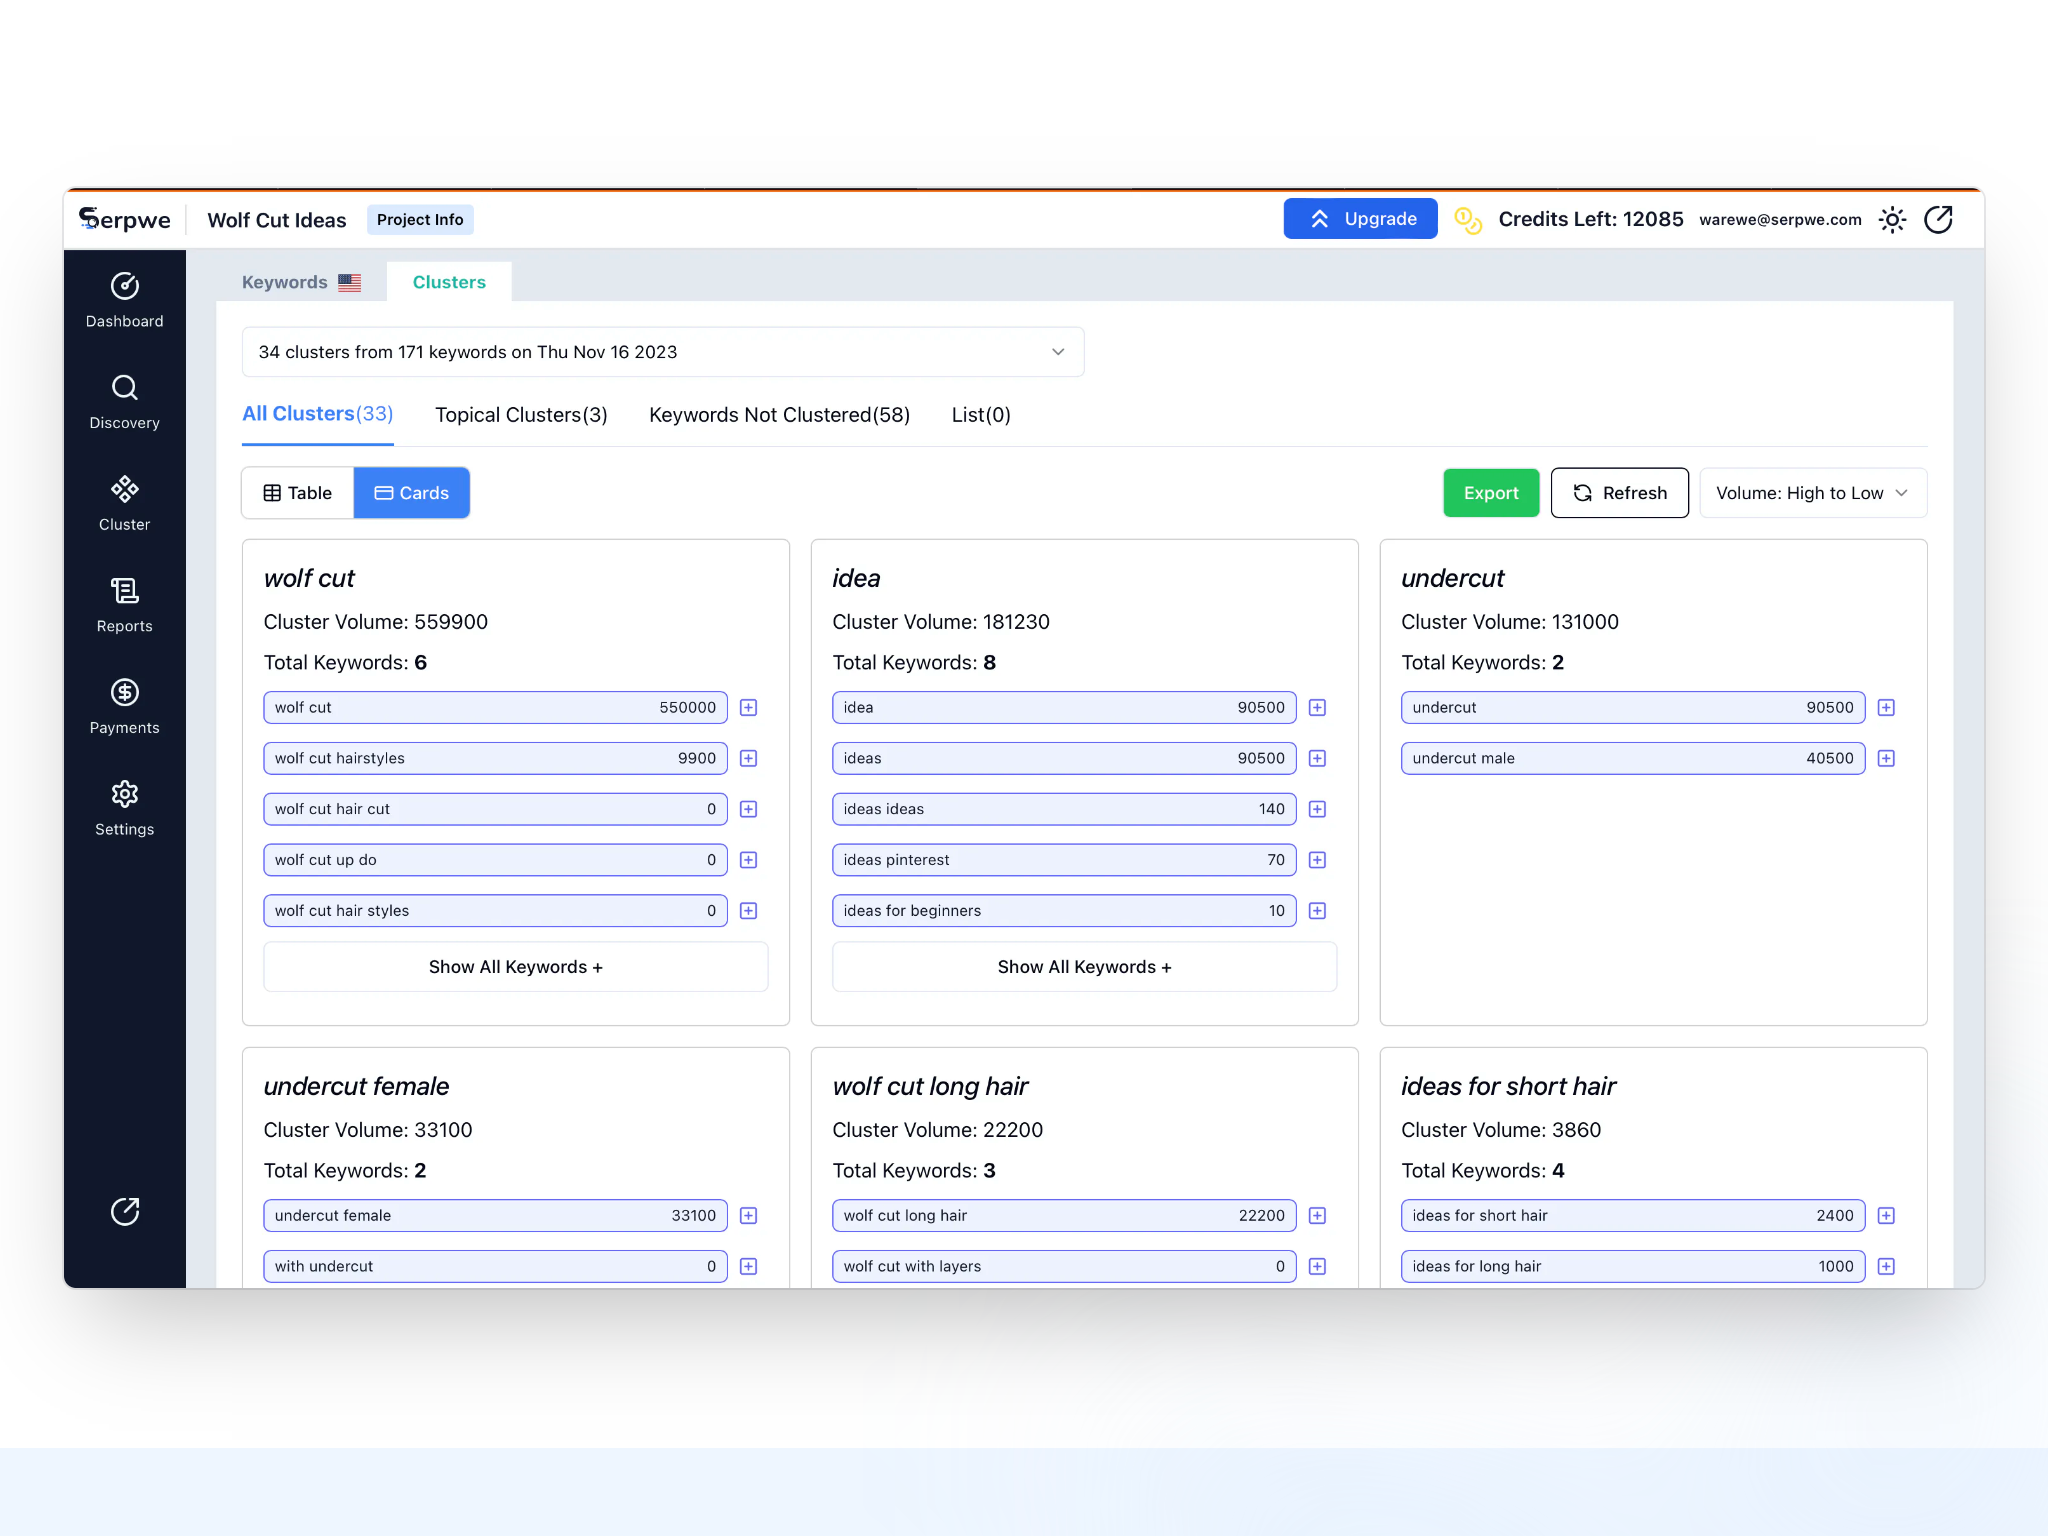 Serpwe
Wolf Cut Ideas
Project Info
Upgrade
Credits Left: 12085
warewe@serpwe.com
Dashboard
Discovery
Cluster
Reports
Payments
Settings
Keywords
Clusters
34 clusters from 171 keywords on Thu Nov 16 2023
All Clusters(33)
Topical Clusters(3)
Keywords Not Clustered(58)
List(0)
Table
Cards
Export
Refresh
Volume: High to Low
wolf cut
Cluster Volume: 559900
Total Keywords: 6
wolf cut 550000
wolf cut hairstyles 9900
wolf cut hair cut 0
wolf cut up do 0
wolf cut hair styles 0
Show All Keywords +
idea
Cluster Volume: 181230
Total Keywords: 8
idea 90500
ideas 90500
ideas ideas 140
ideas pinterest 70
ideas for beginners 10
Show All Keywords +
undercut
Cluster Volume: 131000
Total Keywords: 2
undercut 90500
undercut male 40500
undercut female
Cluster Volume: 33100
Total Keywords: 2
undercut female 33100
with undercut 0
wolf cut long hair
Cluster Volume: 22200
Total Keywords: 3
wolf cut long hair 22200
wolf cut with layers 0
ideas for short hair
Cluster Volume: 3860
Total Keywords: 4
ideas for short hair 2400
ideas for long hair 1000